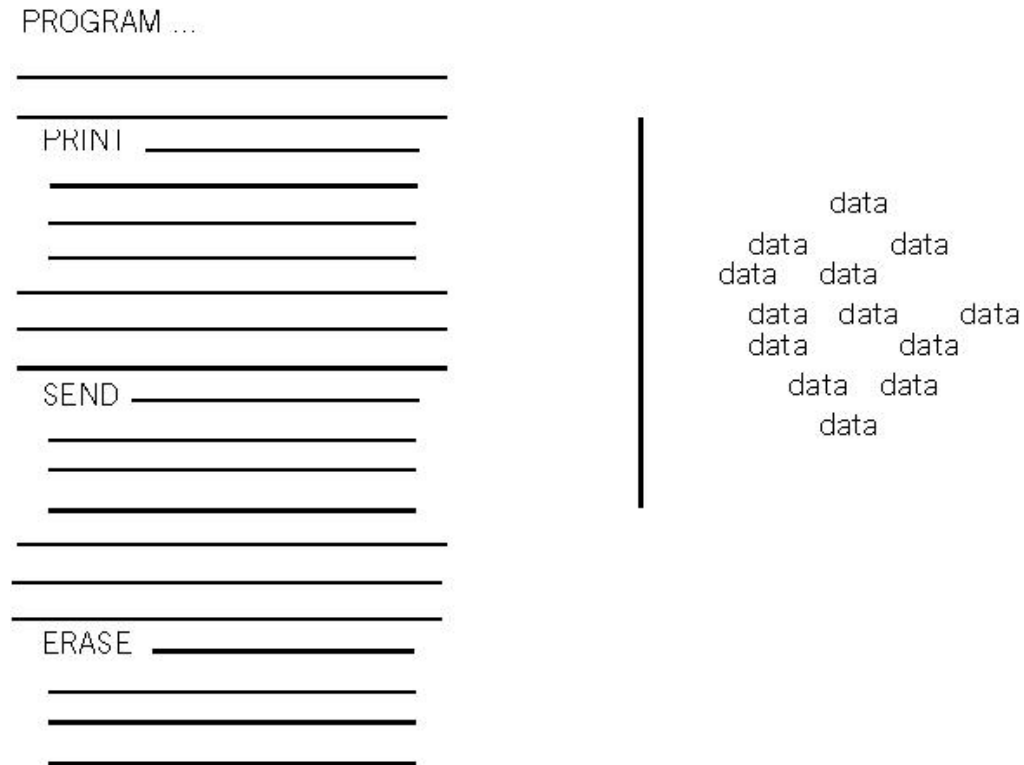 PROGRAM ...
PRINT
SEND
ERASE
data
data data
data data
data data data
data data
data data
data